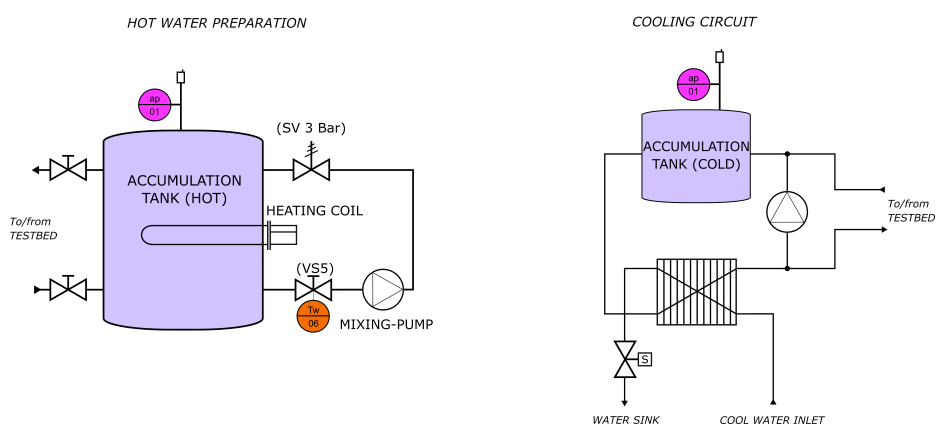 HOT WATER PREPARATION
COOLING CIRCUIT
ap
01
(SV 3 Bar)
ACCUMULATION
TANK (HOT)
HEATING COIL
To/from
TESTBED
(VS5)
Tw
06
MIXING-PUMP
ap
01
ACCUMULATION
TANK (COLD)
To/from
TESTBED
S
WATER SINK
COOL WATER INLET